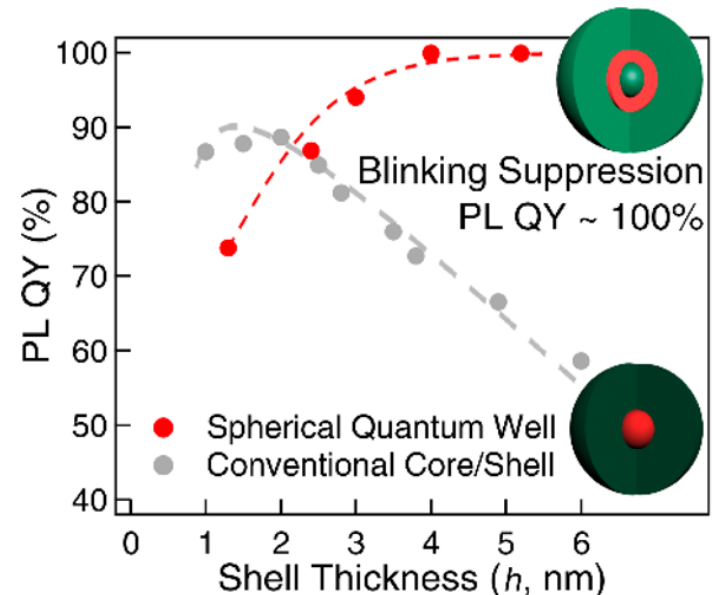 100
90
80
70
60
50
40
PL QY (%)
Blinking Suppression
PL QY ~ 100%
Spherical Quantum Well
Conventional Core/Shell
0 1 2 3 4 5 6
Shell Thickness (h, nm)